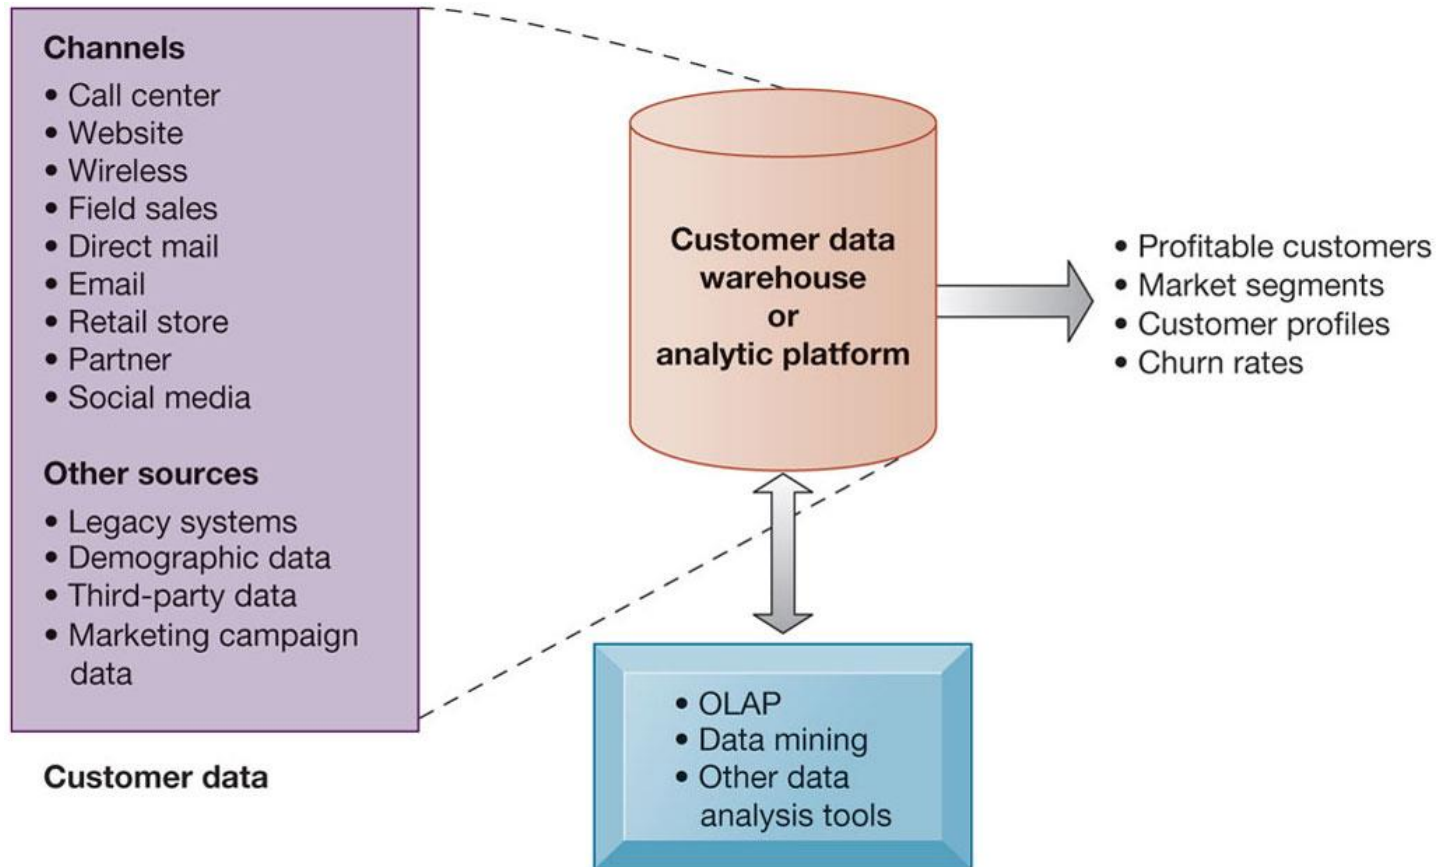 Channels
• Call center
• Website
• Wireless
• Field sales
• Direct mail
• Email
• Retail store
• Partner
• Social media
Other sources
• Legacy systems
• Demographic data
• Third-party data
• Marketing campaign
data
Customer data
Customer data
warehouse
or
analytic platform
• OLAP
• Data mining
• Other data
analysis tools
• Profitable customers
• Market segments
• Customer profiles
• Churn rates